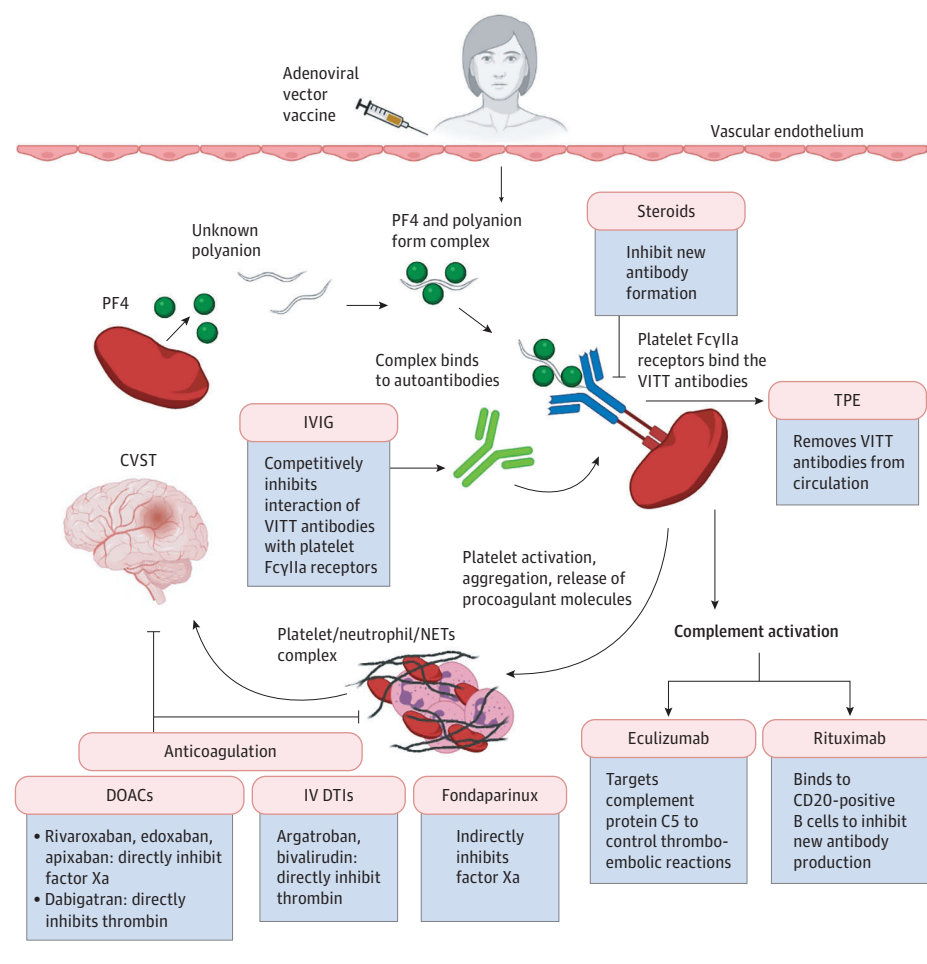 Adenoviral
vector
vaccine
Vascular endothelium
Unknown
polyanion
PF4 and polyanion
form complex
Steroids
Inhibit new
antibody
formation
PF4
Complex binds
to autoantibodies
Platelet FcγIIa
receptors bind the
VITT antibodies
TPE
Removes VITT
antibodies from
circulation
IVIG
Competitively
inhibits
interaction of
VITT antibodies
with platelet
FcγIIa receptors
CVST
Platelet activation,
aggregation, release of
procoagulant molecules
Platelet/neutrophil/NETs
complex
Complement activation
Anticoagulation
DOACs
• Rivaroxaban, edoxaban,
apixaban: directly inhibit
factor Xa
• Dabigatran: directly
inhibits thrombin
IV DTIs
Argatroban,
bivalirudin:
directly inhibit
thrombin
Fondaparinux
Indirectly
inhibits
factor Xa
Eculizumab
Targets
complement
protein C5 to
control thrombo-
embolic reactions
Rituximab
Binds to
CD20-positive
B cells to inhibit
new antibody
production